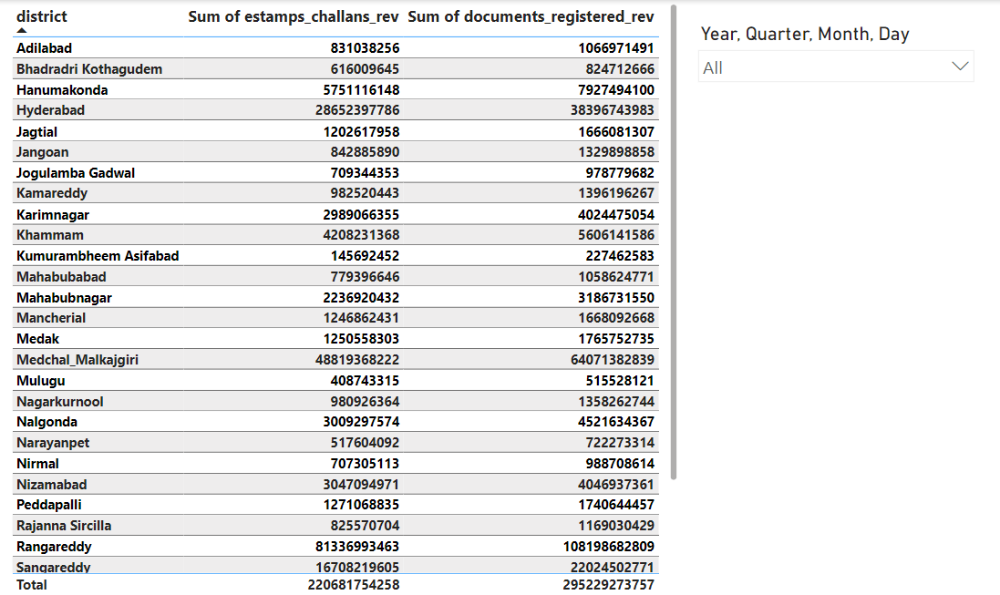 district Sum of estamps_challans_rev Sum of documents_registered_rev
Adilabad 831038256 1066971491
Bhadradri Kothagudem 616009645 824712666
Hanumakonda 5751116148 7927494100
Hyderabad 28652397786 38396743983
Jagtial 1202617958 1666081307
Jangoan 842885890 1329898858
Jogulamba Gadwal 709344353 978779682
Kamareddy 982520443 1396196267
Karimnagar 2989066355 4024475054
Khammam 4208231368 5606141586
Kumurambheem Asifabad 145692452 227462583
Mahabubabad 779396646 1058624771
Mahabubnagar 2236920432 3186731550
Mancherial 1246862431 1668092668
Medak 1250558303 1765752735
Medchal_Malkajgiri 48819368222 64071382839
Mulugu 408743315 515528121
Nagarkurnool 980926364 1358262744
Nalgonda 3009297574 4521634367
Narayanpet 517604092 722273314
Nirmal 707305113 988708614
Nizamabad 3047094971 4046937361
Peddapalli 1271068835 1740644457
Rajanna Sircilla 825570704 1169030429
Rangareddy 81336993463 108198682809
Sangareddy 16708219605 22024502771
Total 220681754258 295229273757
Year, Quarter, Month, Day
All